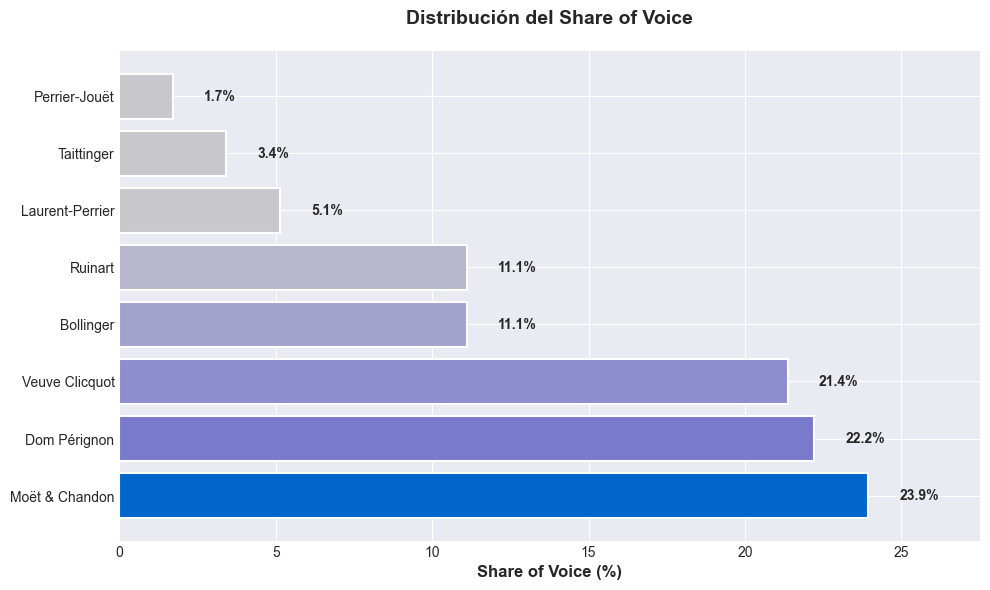 Distribución del Share of Voice
Perrier-Jouët 1.7%
Taittinger 3.4%
Laurent-Perrier 5.1%
Ruinart 11.1%
Bollinger 11.1%
Veuve Clicquot 21.4%
Dom Pérignon 22.2%
Moët & Chandon 23.9%
0 5 10 15 20 25
Share of Voice (%)